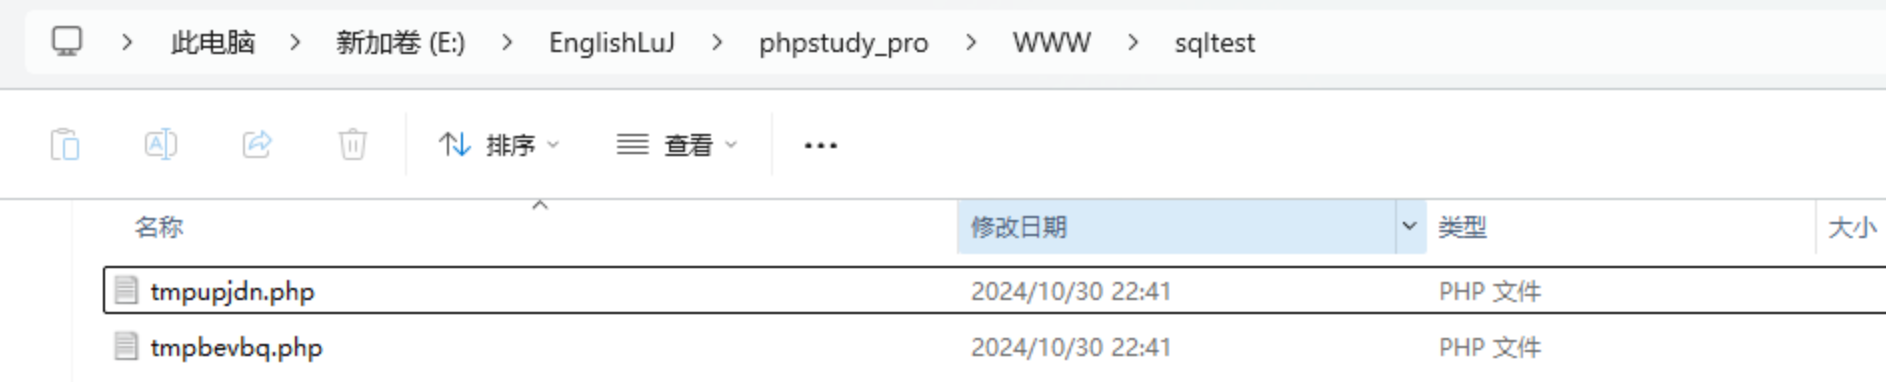 此电脑 新加卷 (E:) EnglishLuJ phpstudy_pro WWW sqltest
排序 查看
名称 修改日期 类型 大小
tmpupjdn.php 2024/10/30 22:41 PHP 文件
tmpbevbq.php 2024/10/30 22:41 PHP 文件